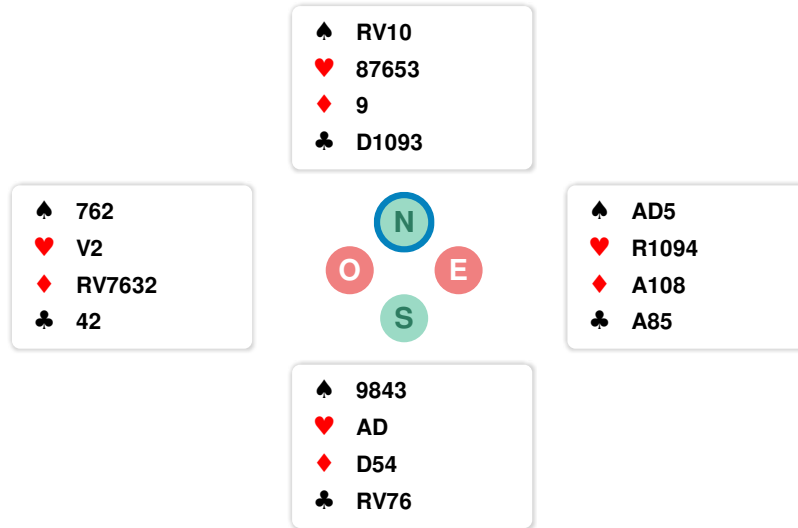 ♠ RV10
♥ 87653
♦ 9
♣ D1093
♠ 762
♥ V2
♦ RV7632
♣ 42
N
O E
S
♠ AD5
♥ R1094
♦ A108
♣ A85
♠ 9843
♥ AD
♦ D54
♣ RV76